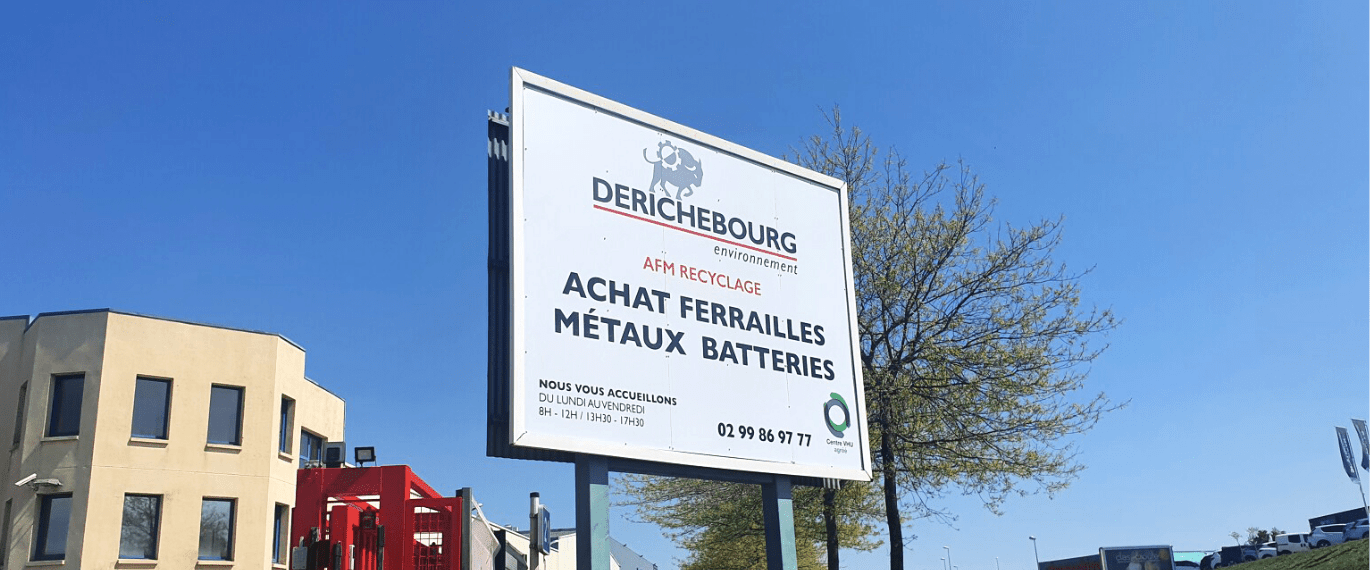 DERICHEBOURG
environnement
AFM RECYCLAGE
ACHAT FERRAILLES
MÉTAUX BATTERIES
NOUS VOUS ACCUEILLONS
DU LUNDI AU VENDREDI
8H - 12H / 13H30 - 17H30
02 99 86 97 77
Centre VHU
agréé